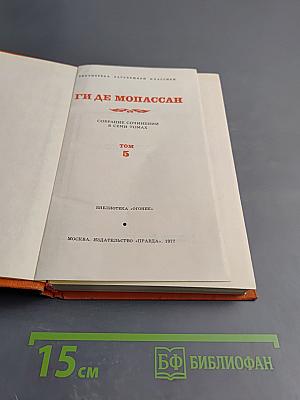 БИБЛИОТЕКА ЗАРУБЕЖНОЙ КЛАССИКИ
ГИ ДЕ МОПАССАН
СОБРАНИЕ СОЧИНЕНИЙ
В СЕМИ ТОМАХ
ТОМ
5
БИБЛИОТЕКА «ОГОНЕК»
МОСКВА. ИЗДАТЕЛЬСТВО «ПРАВДА». 1977
15 СМ
БФ БИБЛИОФАН